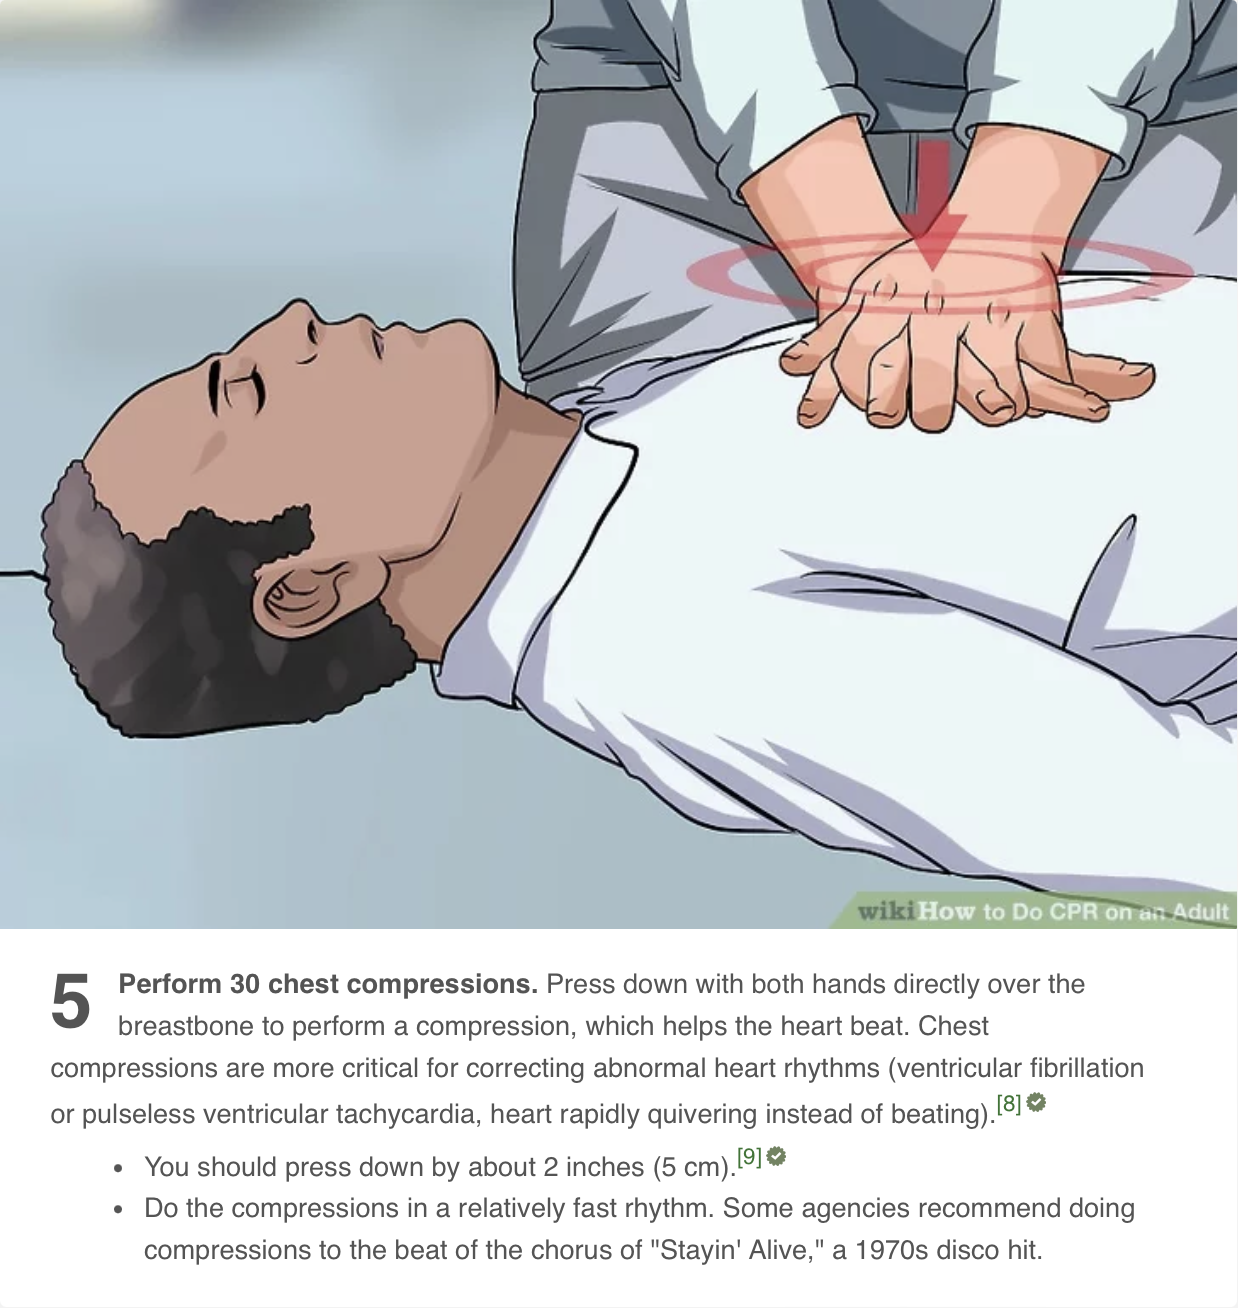 wikiHow to Do CPR on an Adult
5 Perform 30 chest compressions. Press down with both hands directly over the
breastbone to perform a compression, which helps the heart beat. Chest
compressions are more critical for correcting abnormal heart rhythms (ventricular fibrillation
or pulseless ventricular tachycardia, heart rapidly quivering instead of beating).[8]
• You should press down by about 2 inches (5 cm).[9]
• Do the compressions in a relatively fast rhythm. Some agencies recommend doing
compressions to the beat of the chorus of "Stayin' Alive," a 1970s disco hit.